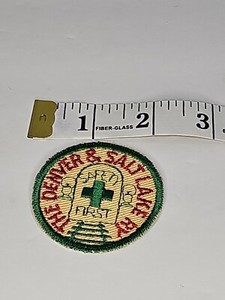 1 2 3
FIBER-GLASS
THE DENVER & SALT LAKE RY
SAFETY
FIRST